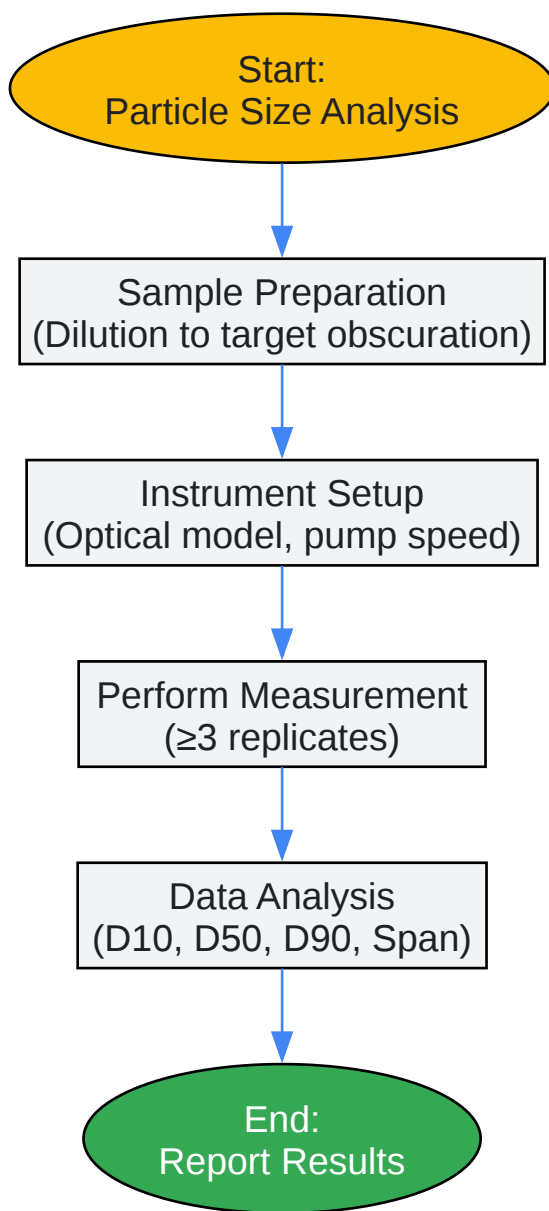 Start:
Particle Size Analysis
Sample Preparation
(Dilution to target obscuration)
Instrument Setup
(Optical model, pump speed)
Perform Measurement
(≥3 replicates)
Data Analysis
(D10, D50, D90, Span)
End:
Report Results